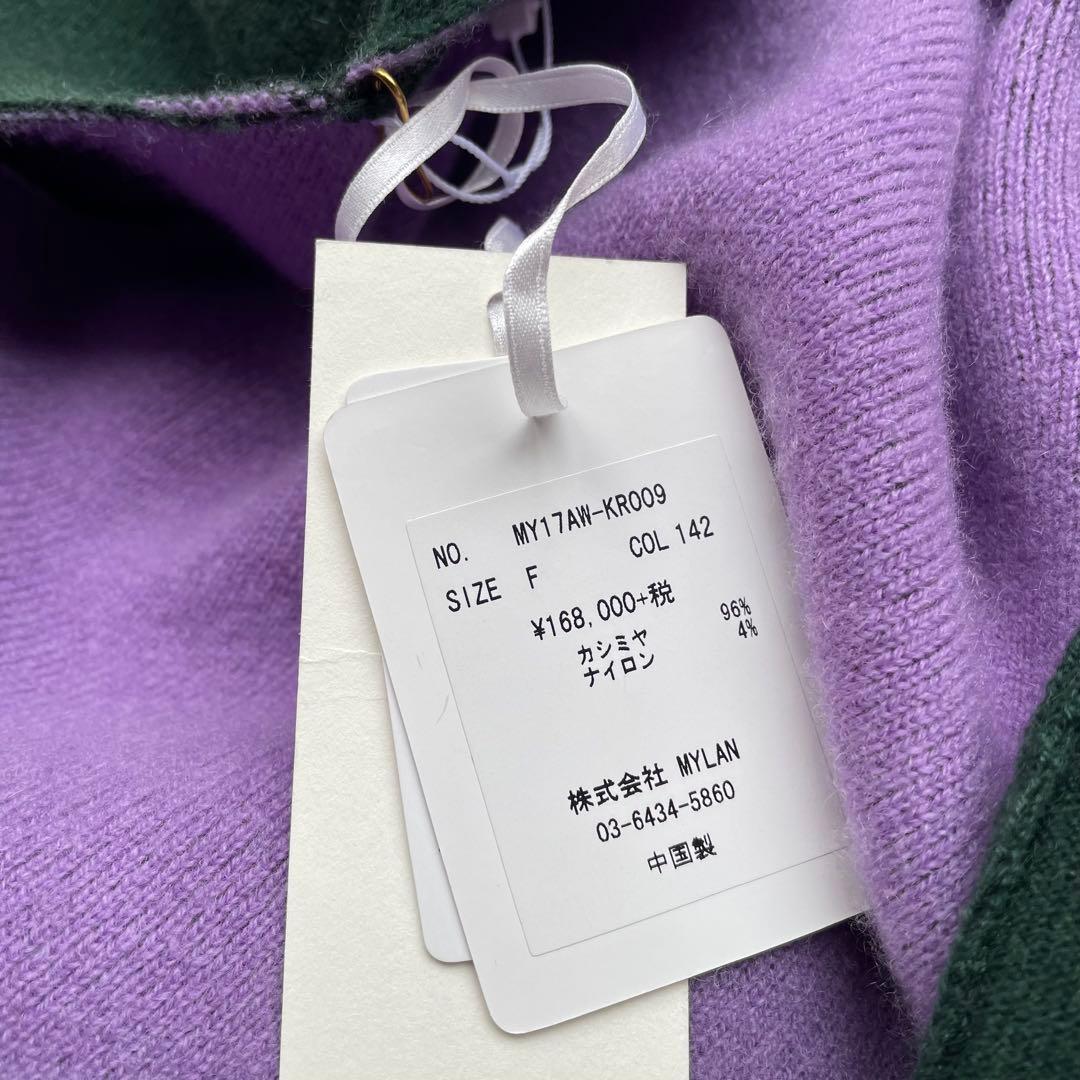 NO. MY17AW-KR009
SIZE F COL 142
¥168,000+税
カシミヤ 96%
ナイロン 4%
株式会社 MYLAN
03-6434-5860
中国製